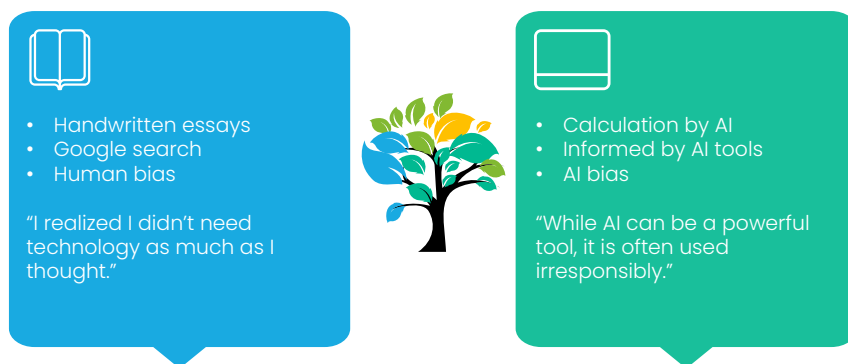 • Handwritten essays
• Google search
• Human bias
“I realized I didn’t need
technology as much as I
thought.”
• Calculation by AI
• Informed by AI tools
• AI bias
“While AI can be a powerful
tool, it is often used
irresponsibly.”